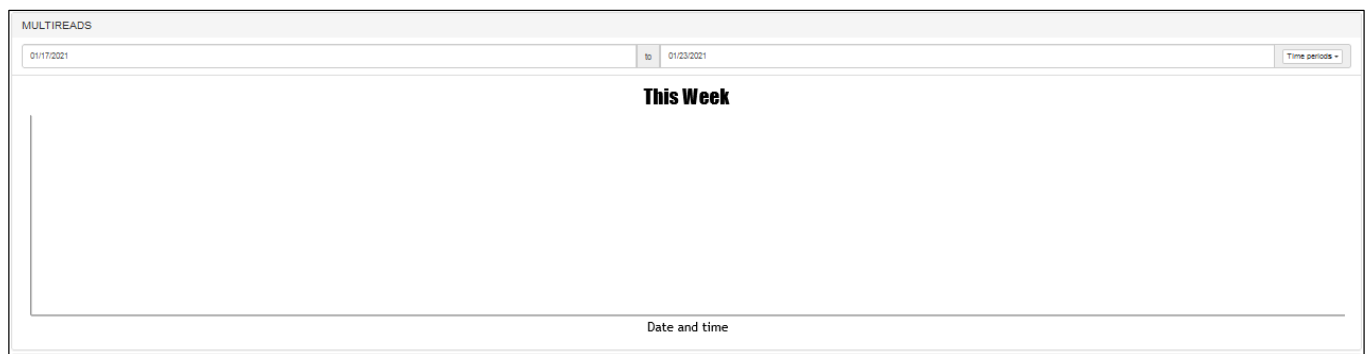 MULTIREADS
01/17/2021 to 01/23/2021 Time periods
This Week
Date and time